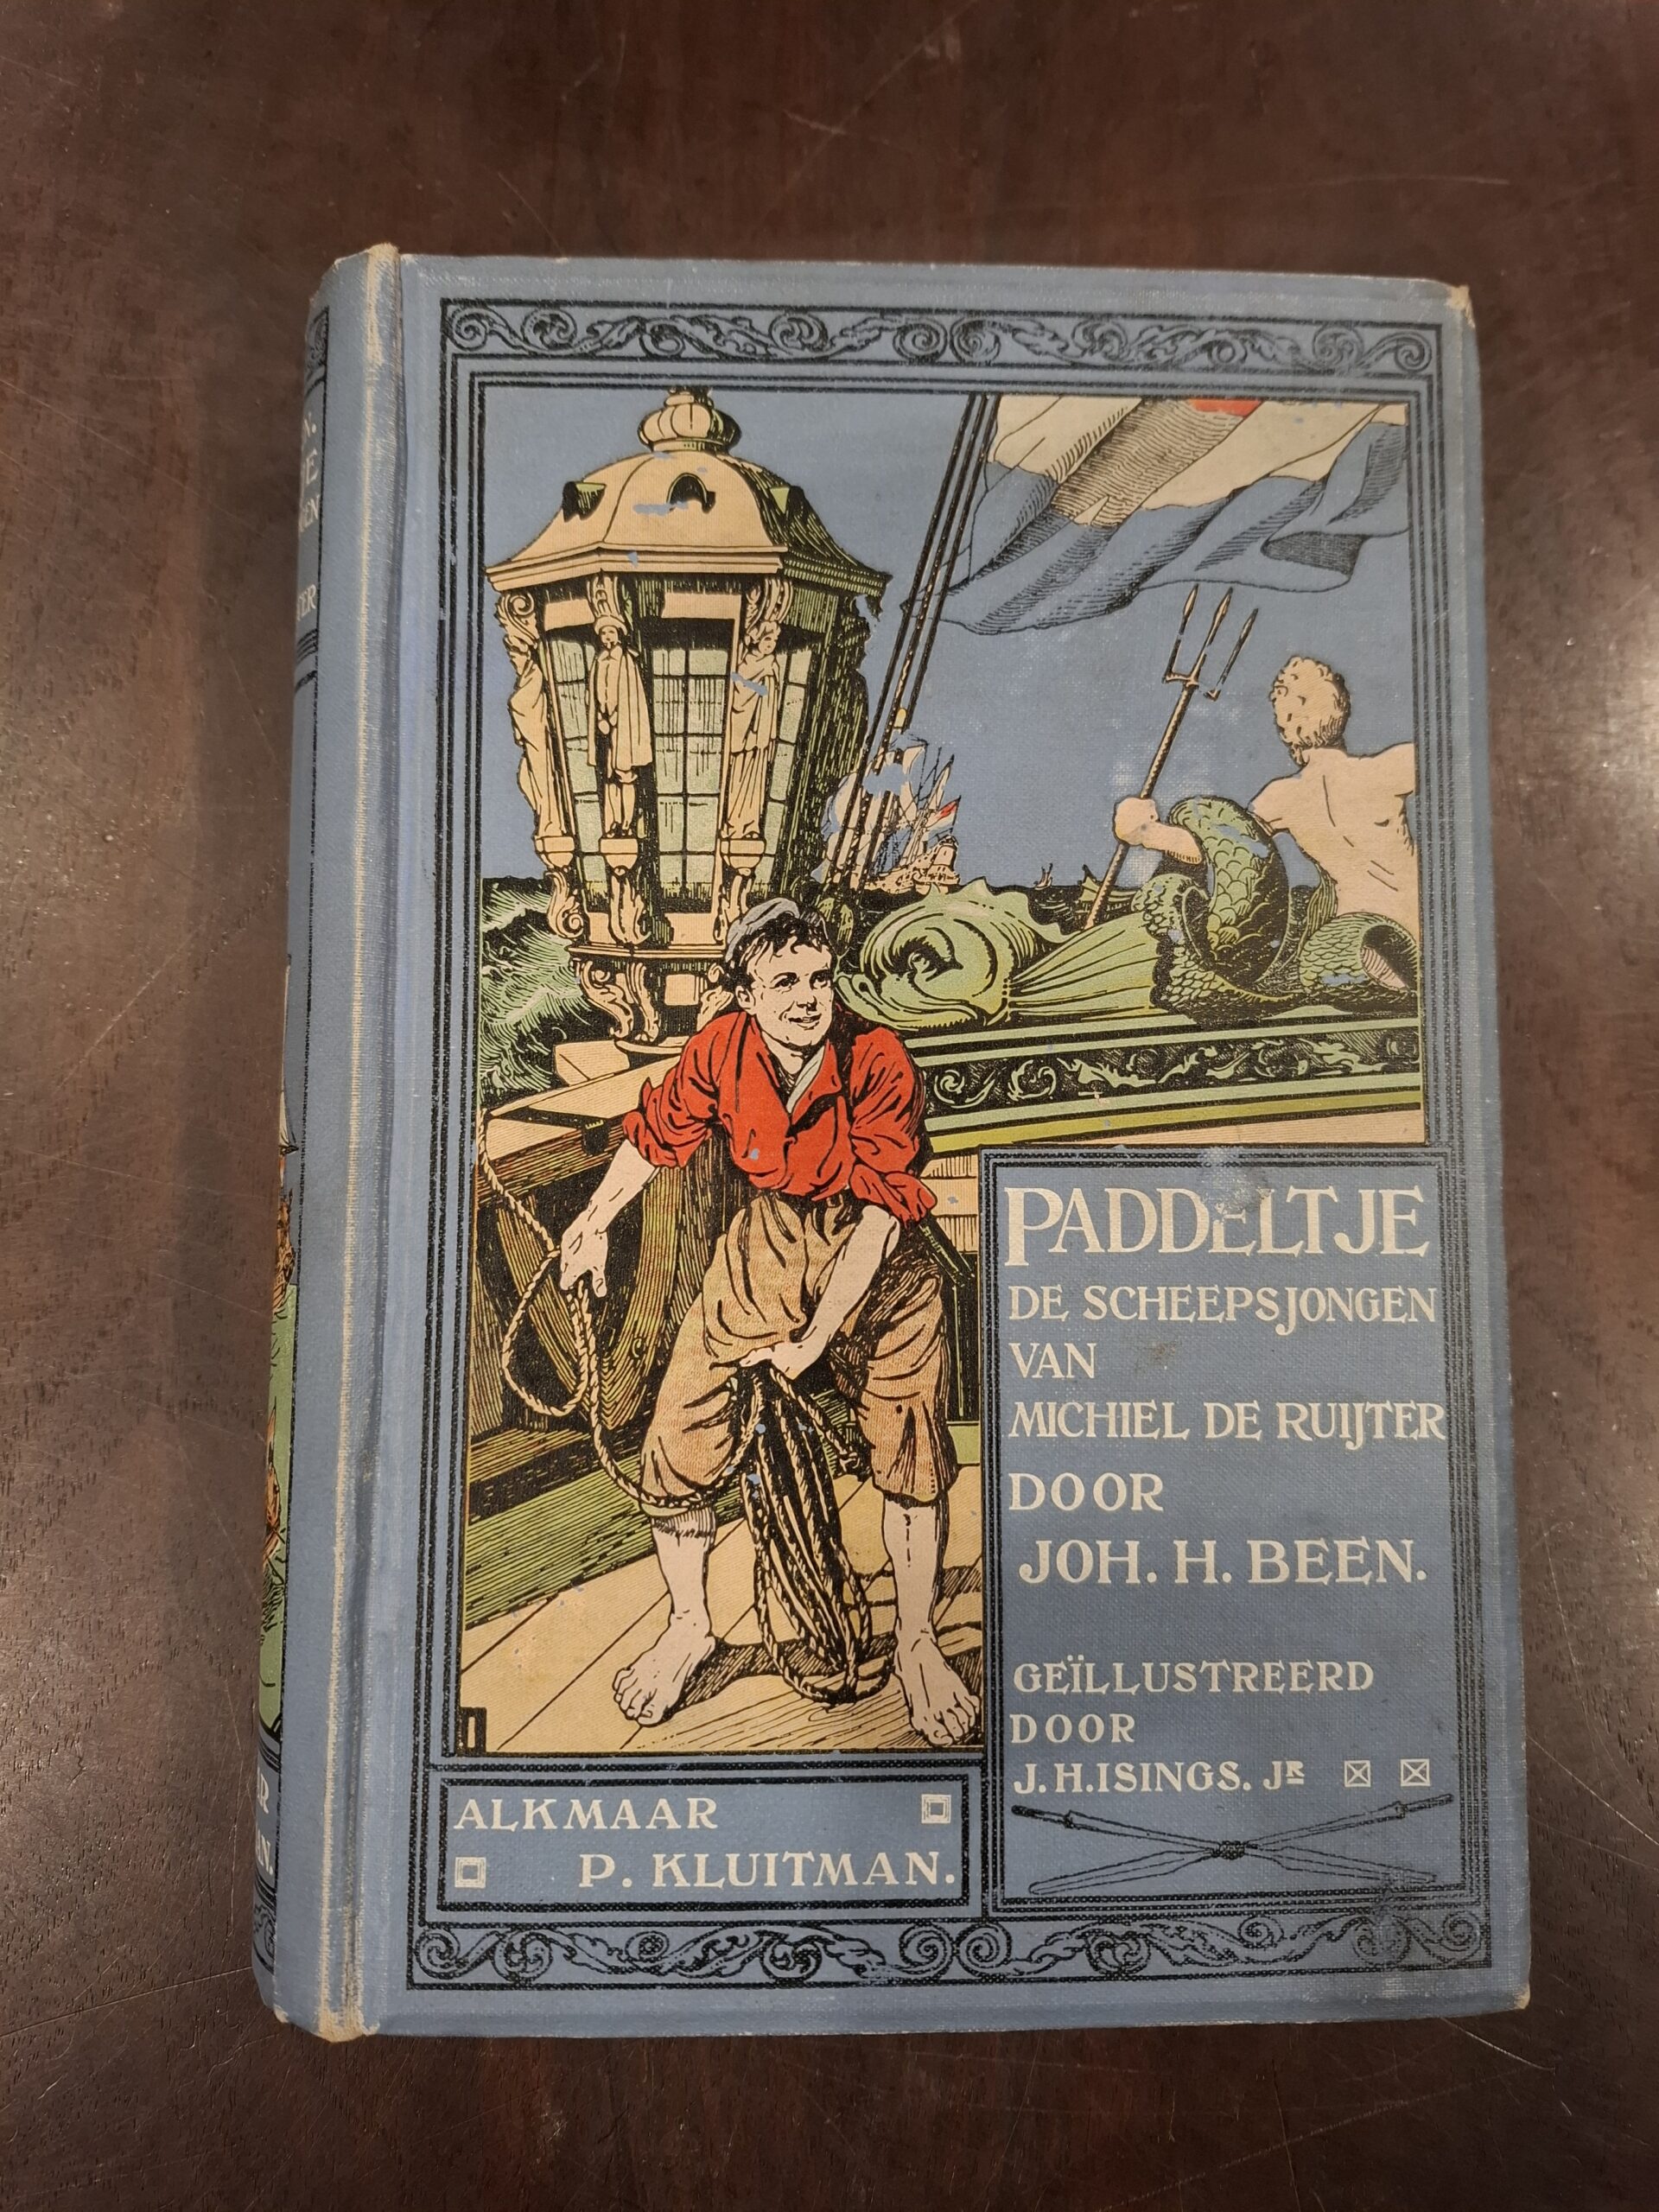 PADDELTJE
DE SCHEEPSJONGEN
VAN
MICHIEL DE RUIJTER
DOOR
JOH. H. BEEN.
GEÏLLUSTREERD
DOOR
J. H. ISINGS. JR
ALKMAAR
P. KLUITMAN.